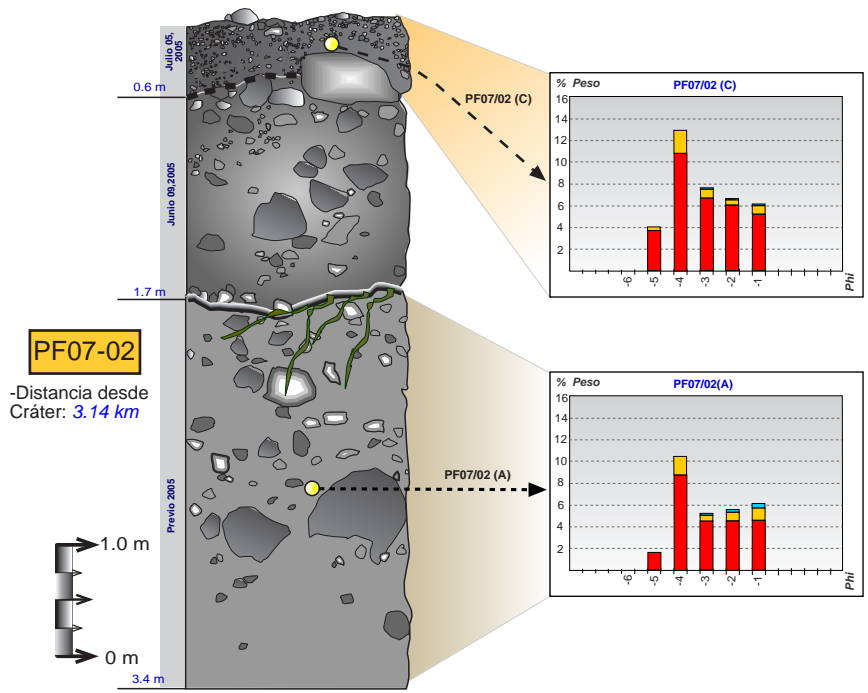 Julio 05,
2005
0.6 m
Junio 09,2005
1.7 m
PF07-02
-Distancia desde
Cráter: 3.14 km
Previo 2005
1.0 m
0 m
3.4 m
PF07/02 (C)
% Peso
PF07/02 (C)
16
14
12
10
8
6
4
2
-6
-5
-4
-3
-2
-1
Phi
PF07/02 (A)
% Peso
PF07/02(A)
16
14
12
10
8
6
4
2
-6
-5
-4
-3
-2
-1
Phi